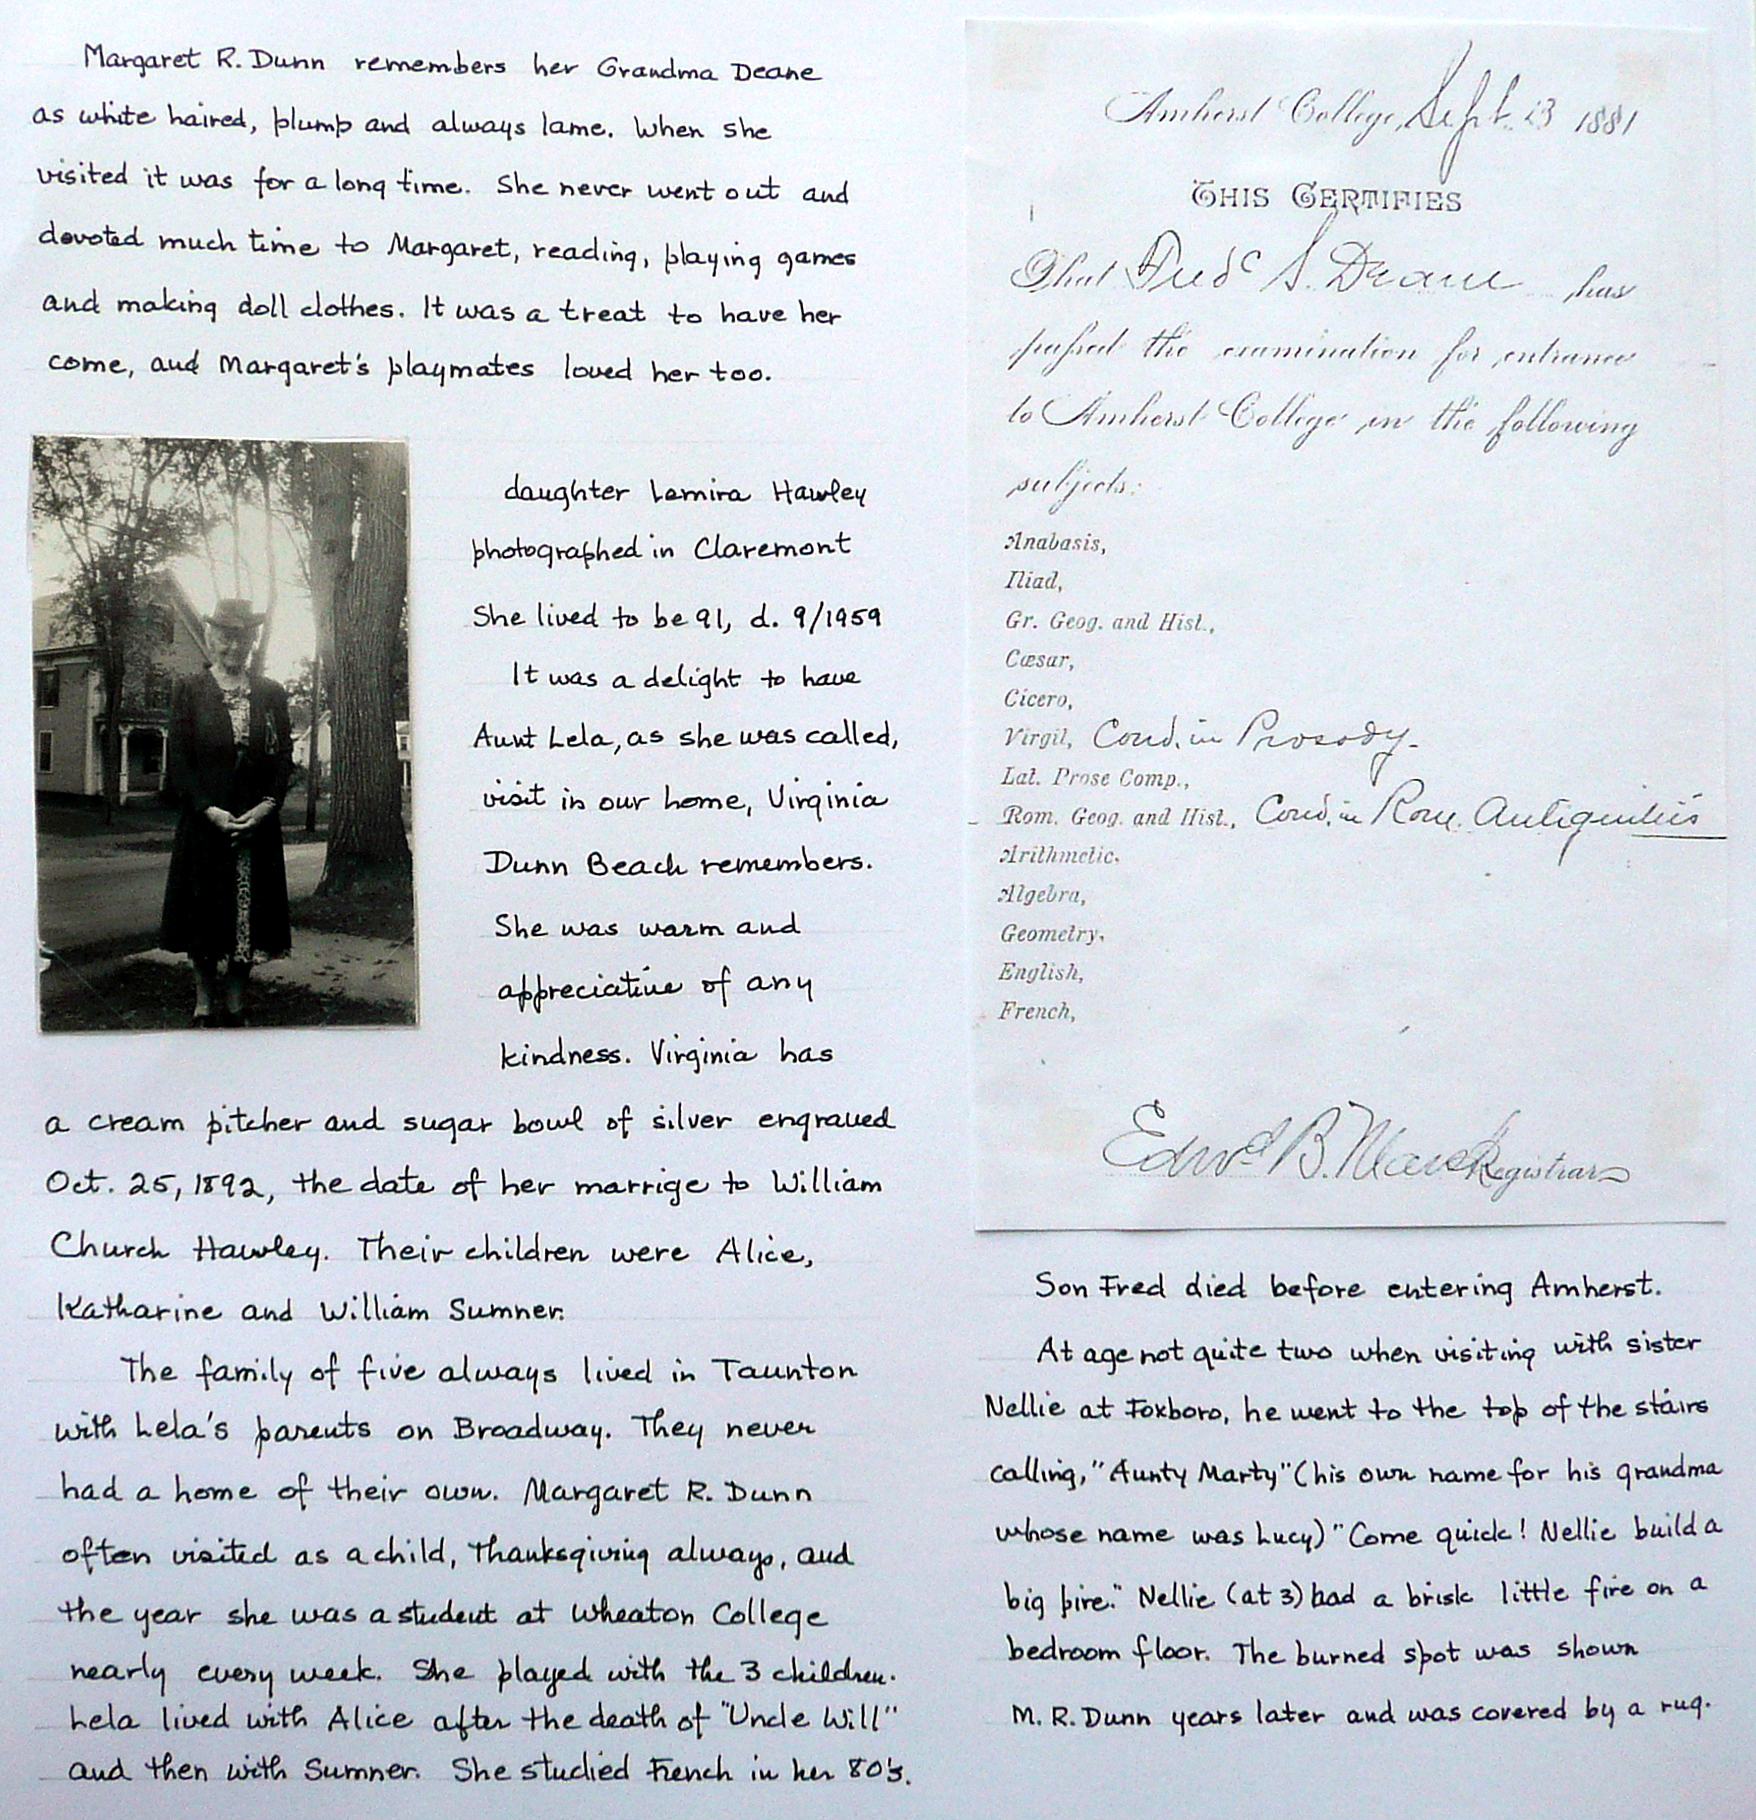 Margaret R. Dunn remembers her Grandma Deane
as white haired, plump and always lame. When she
visited it was for a long time. She never went out and
devoted much time to Margaret, reading, playing games
and making doll clothes. It was a treat to have her
come, and Margaret's playmates loved her too.
daughter Lemira Hawley
photographed in Claremont
She lived to be 91, d. 9/1959
It was a delight to have
Aunt Lela, as she was called,
visit in our home, Virginia
Dunn Beach remembers.
She was warm and
appreciative of any
kindness. Virginia has
a cream pitcher and sugar bowl of silver engraved
Oct. 25, 1892, the date of her marrige to William
Church Hawley. Their children were Alice,
Katharine and William Sumner.
The family of five always lived in Taunton
with Lela's parents on Broadway. They never
had a home of their own. Margaret R. Dunn
often visited as a child, Thanksgiving always, and
the year she was a student at Wheaton College
nearly every week. She played with the 3 children.
Lela lived with Alice after the death of "Uncle Will"
and then with Sumner. She studied French in her 80's.
Amherst College, Sept. 13 1881
THIS CERTIFIES
That Fredc S. Deane has
passed the examination for entrance
to Amherst College in the following
subjects:
Anabasis,
Iliad,
Gr. Geog. and Hist.,
Cæsar,
Cicero,
Virgil, Cond. in Prosody.
Lat. Prose Comp.,
Rom. Geog. and Hist., Cond. in Rom. Antiquities
Arithmetic,
Algebra,
Geometry,
English,
French,
Edwd B. Registrar
Son Fred died before entering Amherst.
At age not quite two when visiting with sister
Nellie at Foxboro, he went to the top of the stairs
calling, "Aunty Marty" (his own name for his grandma
whose name was Lucy) "Come quick! Nellie build a
big pire." Nellie (at 3) had a brisk little fire on a
bedroom floor. The burned spot was shown
M. R. Dunn years later and was covered by a rug.